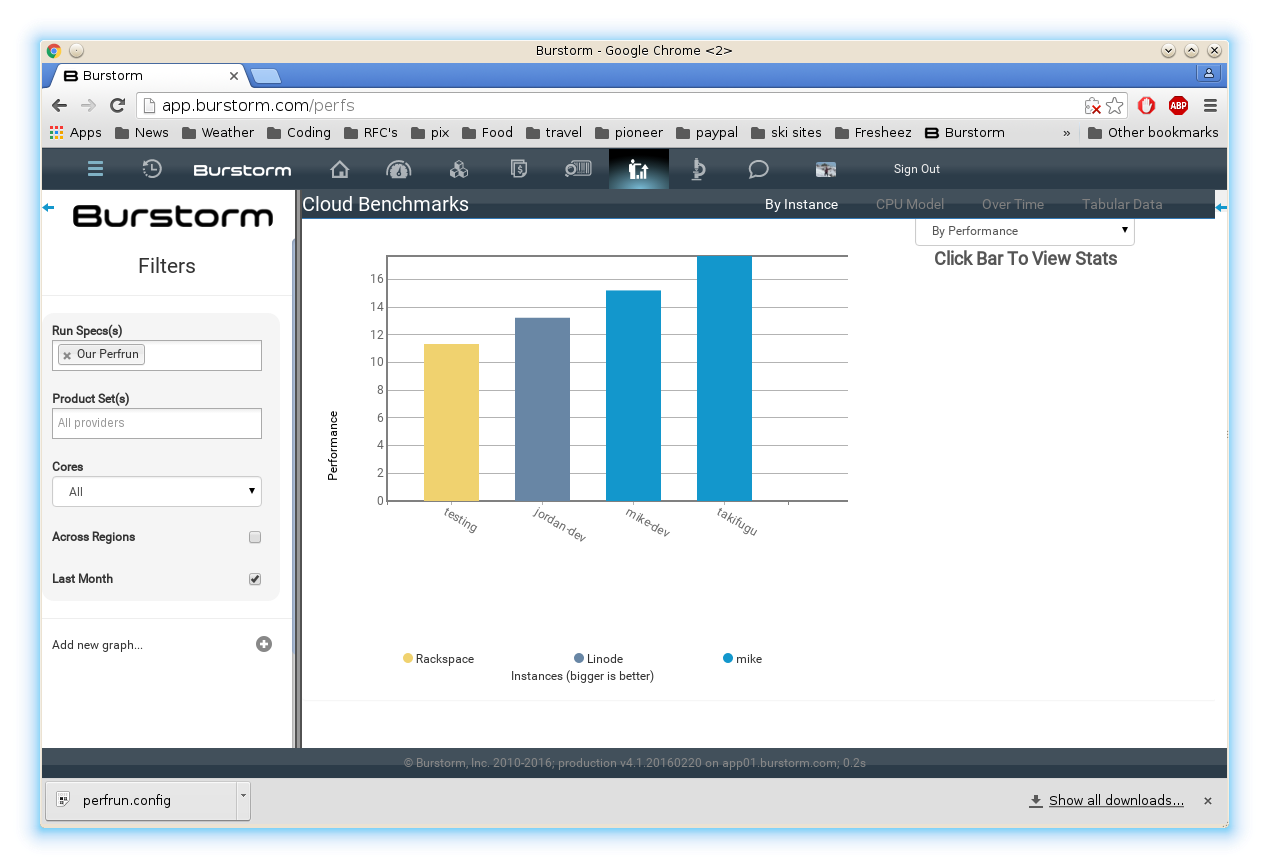 Burstorm - Google Chrome <2>
Burstorm
app.burstorm.com/perfs
ABP
Apps News Weather Coding RFC's pix Food travel pioneer paypal ski sites Fresheez Burstorm » Other bookmarks
Burstorm Sign Out
Burstorm
Filters
Run Specs(s)
Our Perfrun
Product Set(s)
All providers
Cores
All
Across Regions
Last Month
Add new graph...
Cloud Benchmarks By Instance CPU Model Over Time Tabular Data
By Performance
Click Bar To View Stats
Performance
16
14
12
10
8
6
4
2
0
testing jordan-dev mike-dev takifugu
Rackspace Linode mike
Instances (bigger is better)
© Burstorm, Inc. 2010-2016; production v4.1.20160220 on app01.burstorm.com; 0.2s
perfrun.config Show all downloads...